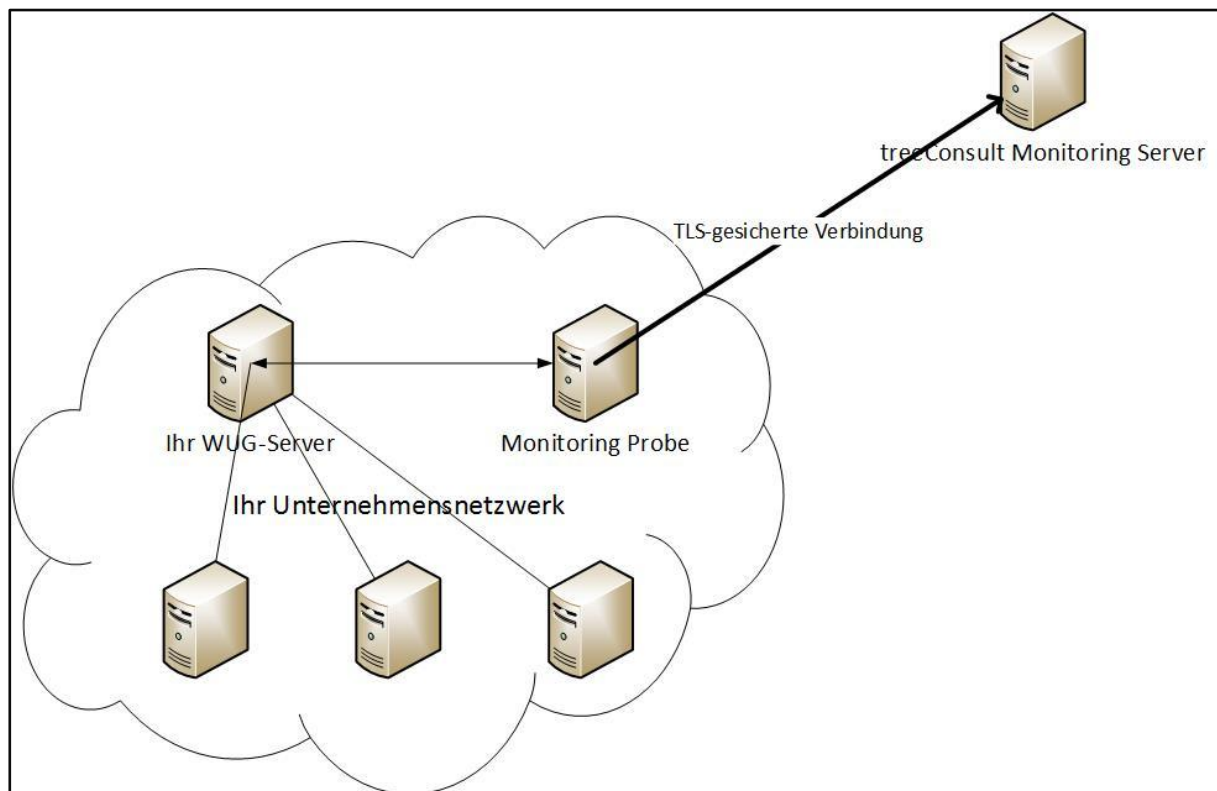 treeConsult Monitoring Server
TLS-gesicherte Verbindung
Ihr WUG-Server
Monitoring Probe
Ihr Unternehmensnetzwerk